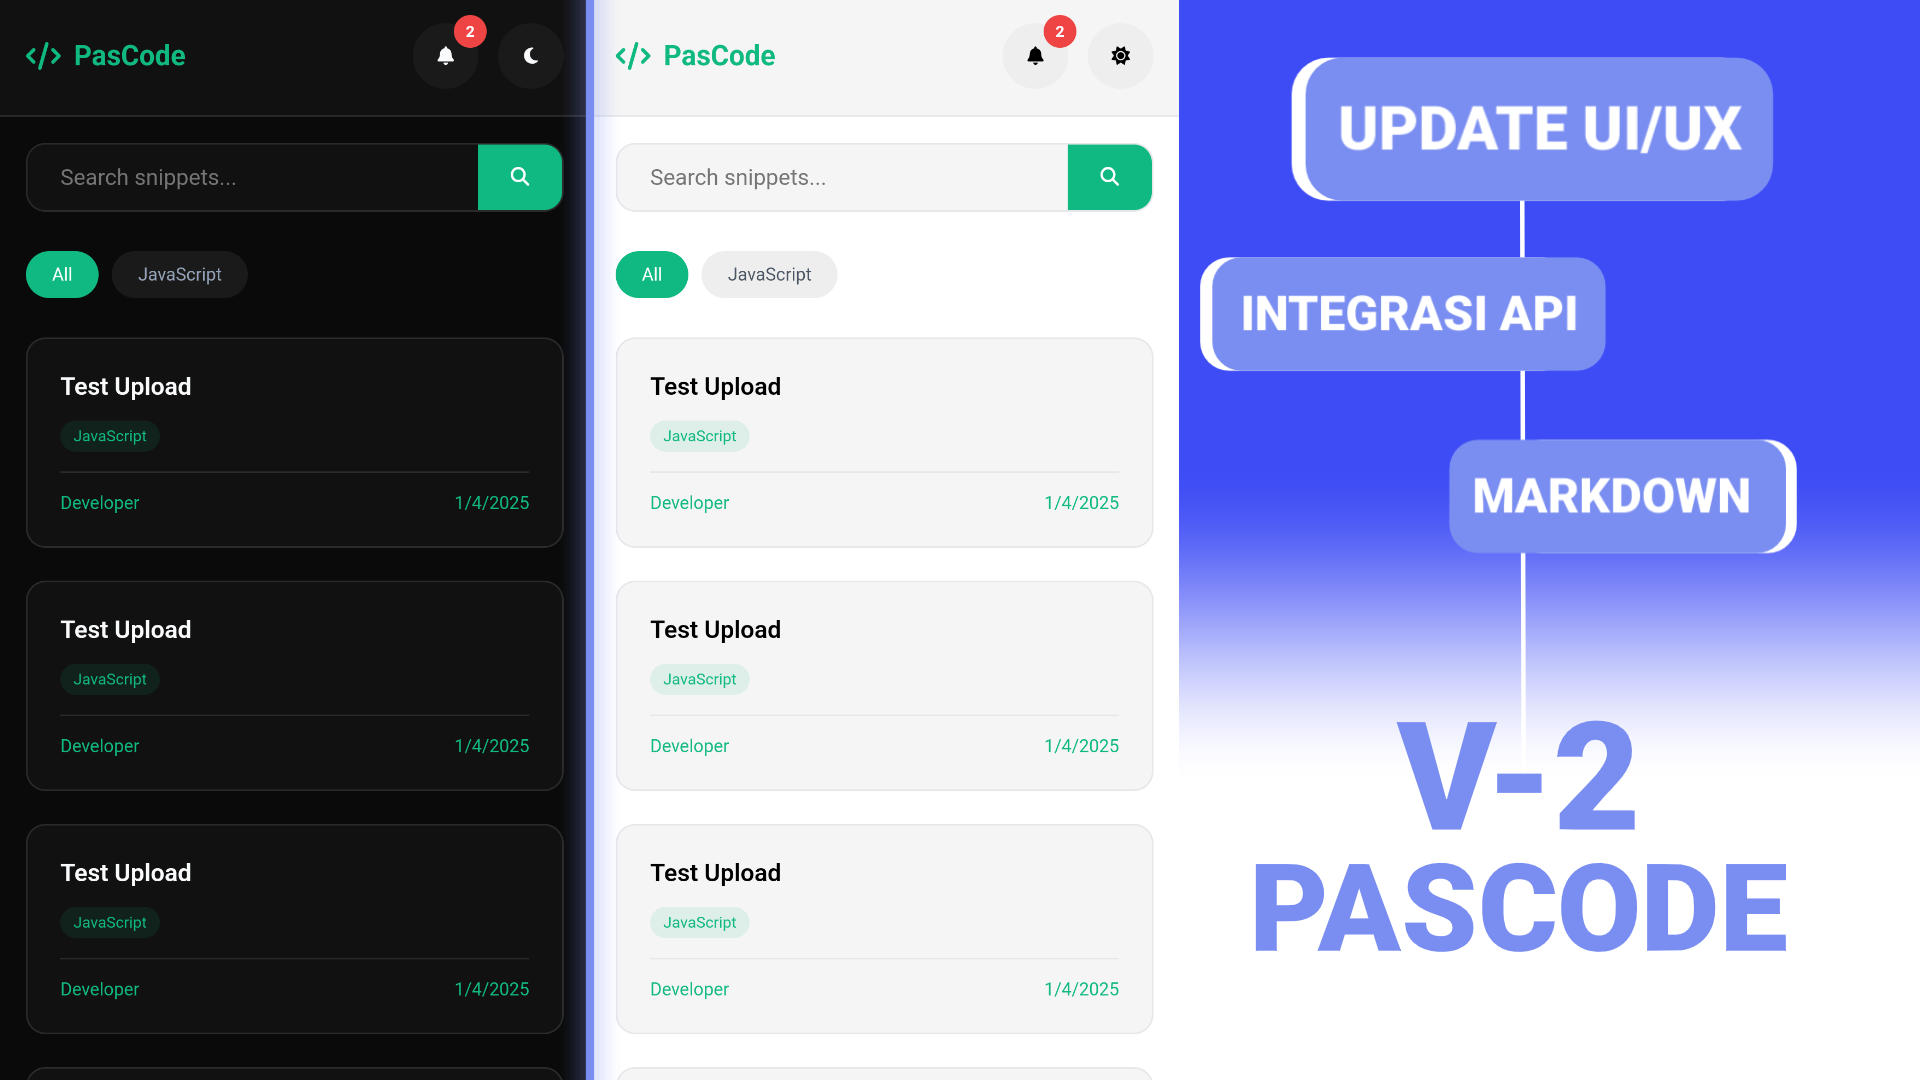 PasCode
2
Search snippets...
All
JavaScript
Test Upload
JavaScript
Developer
1/4/2025
Test Upload
JavaScript
Developer
1/4/2025
Test Upload
JavaScript
Developer
1/4/2025
PasCode
2
Search snippets...
All
JavaScript
Test Upload
JavaScript
Developer
1/4/2025
Test Upload
JavaScript
Developer
1/4/2025
Test Upload
JavaScript
Developer
1/4/2025
UPDATE UI/UX
INTEGRASI API
MARKDOWN
V-2
PASCODE